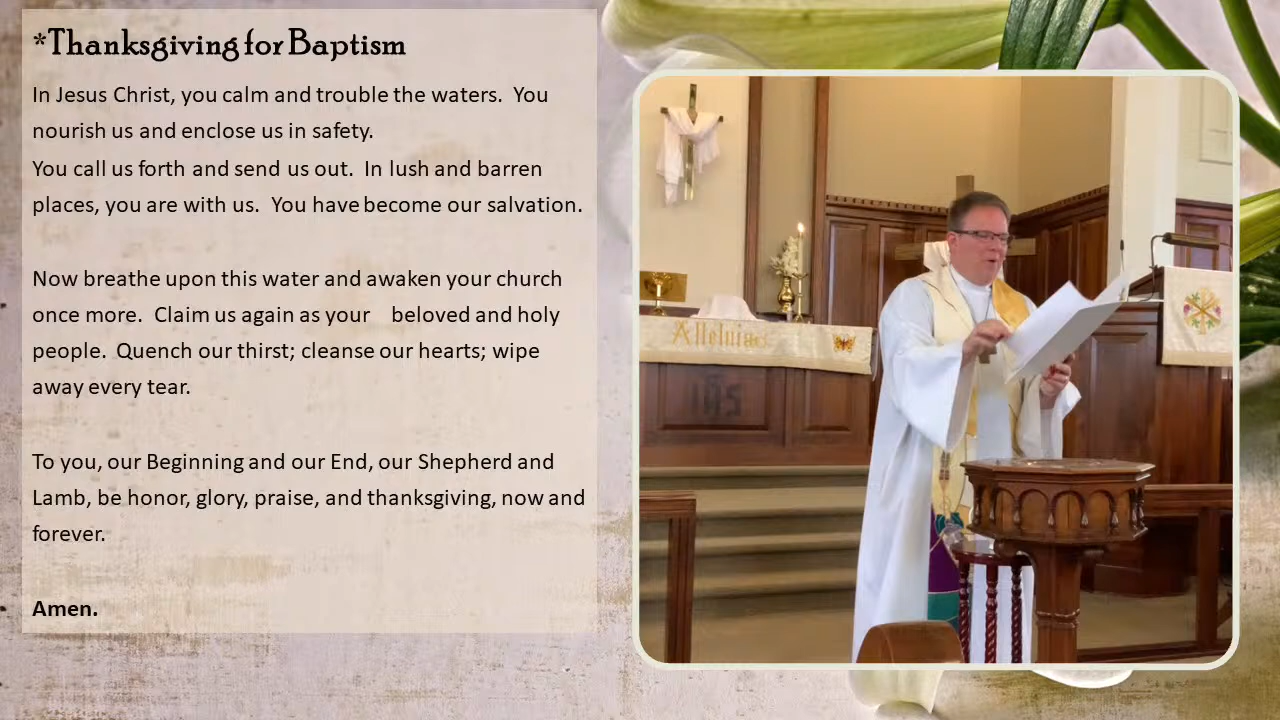 *Thanksgiving for Baptism
In Jesus Christ, you calm and trouble the waters.  You
nourish us and enclose us in safety.
You call us forth and send us out.  In lush and barren
places, you are with us.  You have become our salvation.
Now breathe upon this water and awaken your church
once more.  Claim us again as your    beloved and holy
people.  Quench our thirst; cleanse our hearts; wipe
away every tear.
To you, our Beginning and our End, our Shepherd and
Lamb, be honor, glory, praise, and thanksgiving, now and
forever.
Amen.
Alleluia
IHS